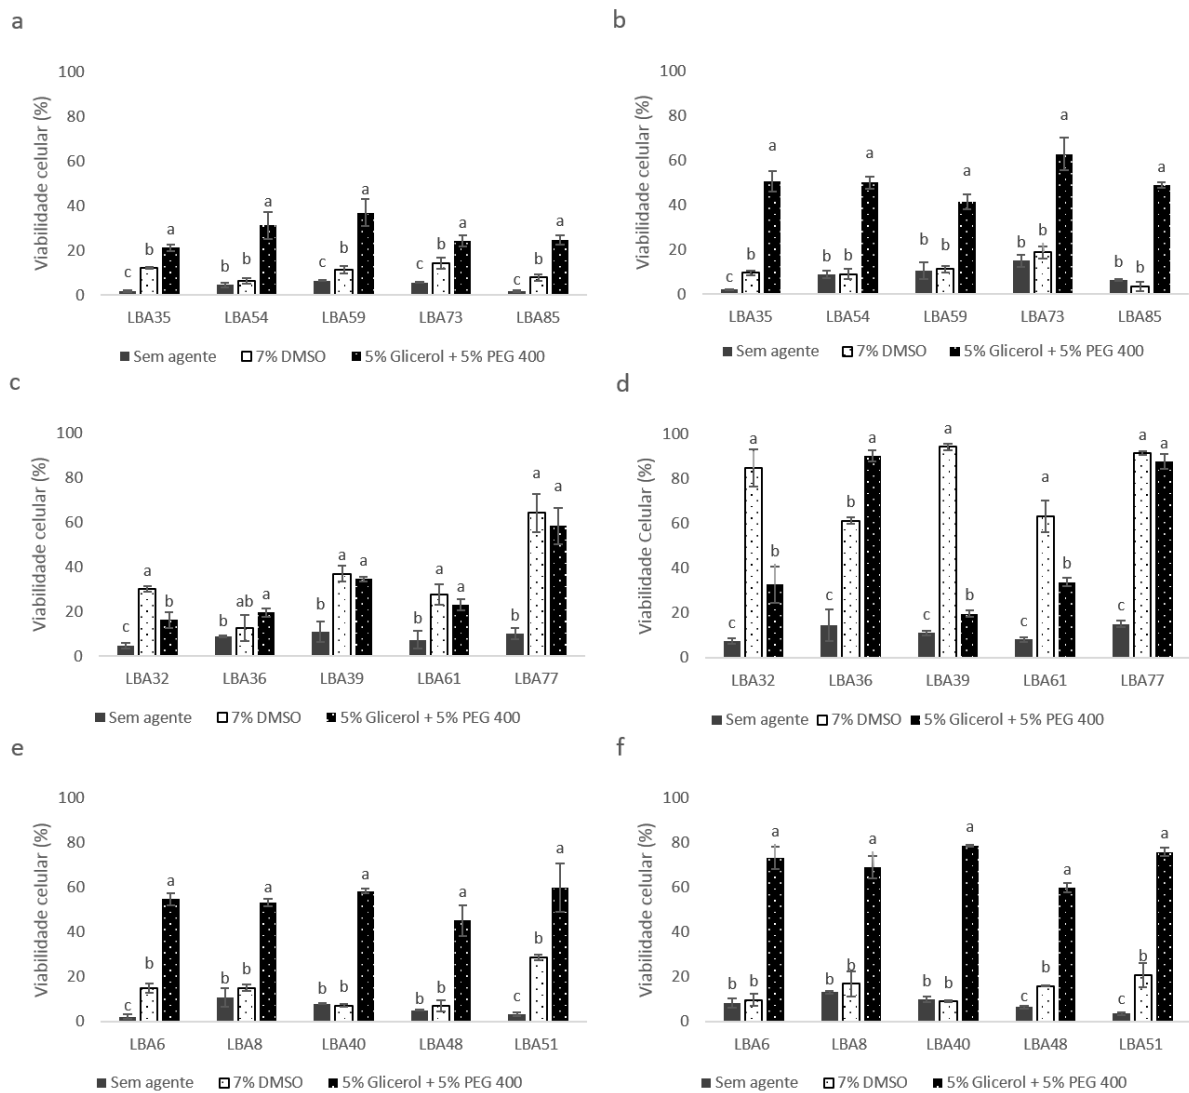 a
Viabilidade celular (%)
100
80
60
40
20
0
c b a
b b a
c b a
c b a
c b a
LBA35 LBA54 LBA59 LBA73 LBA85
Sem agente 7% DMSO 5% Glicerol + 5% PEG 400
b
Viabilidade celular (%)
100
80
60
40
20
0
c b a
b b a
b b a
b b a
b b a
LBA35 LBA54 LBA59 LBA73 LBA85
Sem agente 7% DMSO 5% Glicerol + 5% PEG 400
c
Viabilidade celular (%)
100
80
60
40
20
0
c a b
b ab a
b a a
b a a
b a a
LBA32 LBA36 LBA39 LBA61 LBA77
Sem agente 7% DMSO 5% Glicerol + 5% PEG 400
d
Viabilidade Celular (%)
100
80
60
40
20
0
c a b
c b a
c a b
c a b
c a a
LBA32 LBA36 LBA39 LBA61 LBA77
Sem agente 7% DMSO 5% Glicerol + 5% PEG 400
e
Viabilidade celular (%)
100
80
60
40
20
0
c b a
b b a
b b a
b b a
c b a
LBA6 LBA8 LBA40 LBA48 LBA51
Sem agente 7% DMSO 5% Glicerol + 5% PEG 400
f
Viabilidade celular (%)
100
80
60
40
20
0
b b a
b b a
b b a
c b a
c b a
LBA6 LBA8 LBA40 LBA48 LBA51
Sem agente 7% DMSO 5% Glicerol + 5% PEG 400